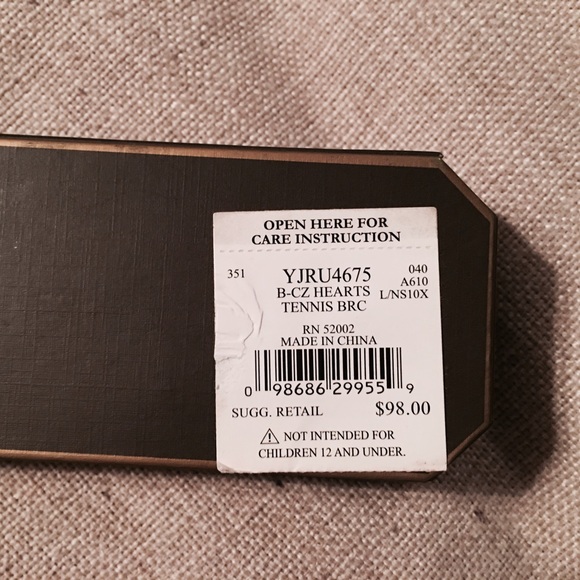 OPEN HERE FOR
CARE INSTRUCTION
351 YJRU4675 040
B-CZ HEARTS A610
TENNIS BRC L/NS10X
RN 52002
MADE IN CHINA
0 98686 29955 9
SUGG. RETAIL $98.00
⚠ NOT INTENDED FOR
CHILDREN 12 AND UNDER.